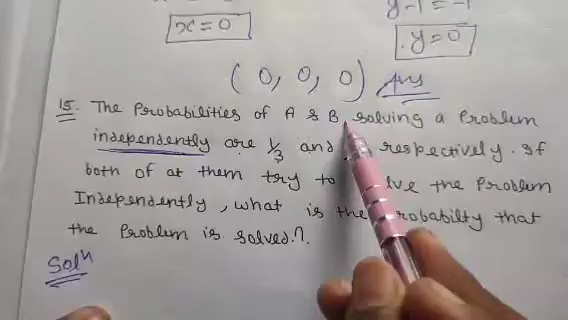 x=0
y-1=-1
y=0
(0,0,0) Ans
15. The Probabilities of A & B solving a Problem
independently are 1/3 and respectively. If
both of at them try to the Problem
Independently, what is the that
the Problem is solved.?
Solⁿ